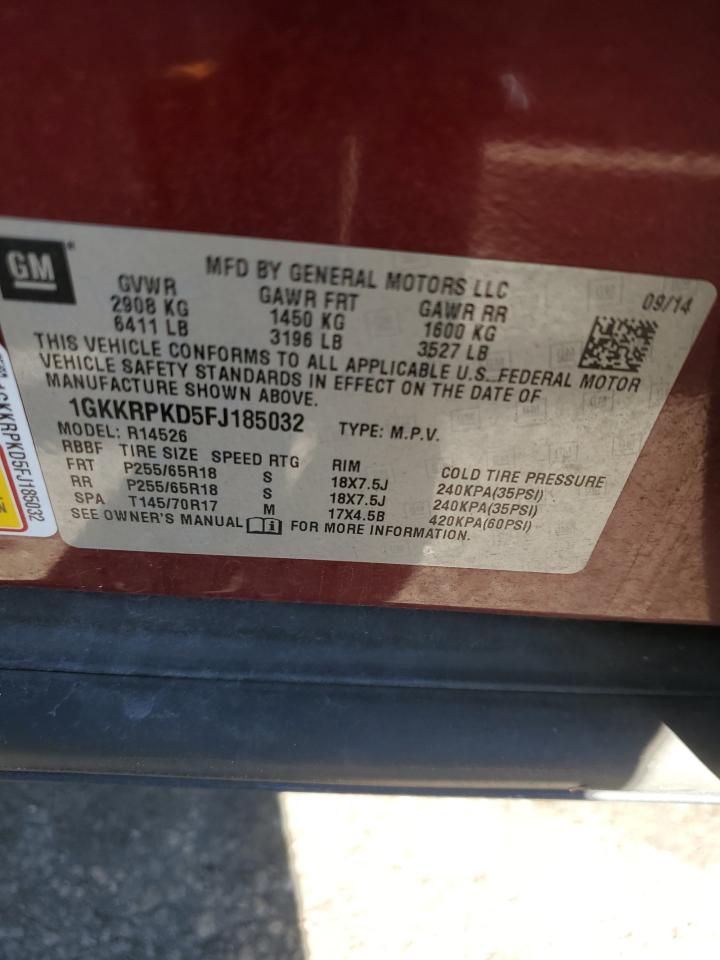 GM
MFD BY GENERAL MOTORS LLC
09/14
GVWR GAWR FRT GAWR RR
2908 KG 1450 KG 1600 KG
6411 LB 3196 LB 3527 LB
THIS VEHICLE CONFORMS TO ALL APPLICABLE U.S. FEDERAL MOTOR
VEHICLE SAFETY STANDARDS IN EFFECT ON THE DATE OF
MANUFACTURE SHOWN ABOVE.
1GKKRPKD5FJ185032 TYPE: M.P.V.
MODEL: R14526
RBBF TIRE SIZE SPEED RTG RIM COLD TIRE PRESSURE
FRT P255/65R18 S 18X7.5J 240KPA(35PSI)
RR P255/65R18 S 18X7.5J 240KPA(35PSI)
SPA T145/70R17 M 17X4.5B 420KPA(60PSI)
SEE OWNER'S MANUAL FOR MORE INFORMATION.
1GKKRPKD5FJ185032